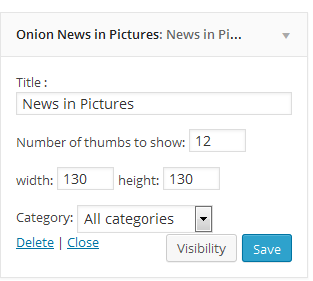 Onion News in Pictures: News in Pi...
Title :
News in Pictures
Number of thumbs to show: 12
width: 130 height: 130
Category: All categories
Delete | Close Visibility Save